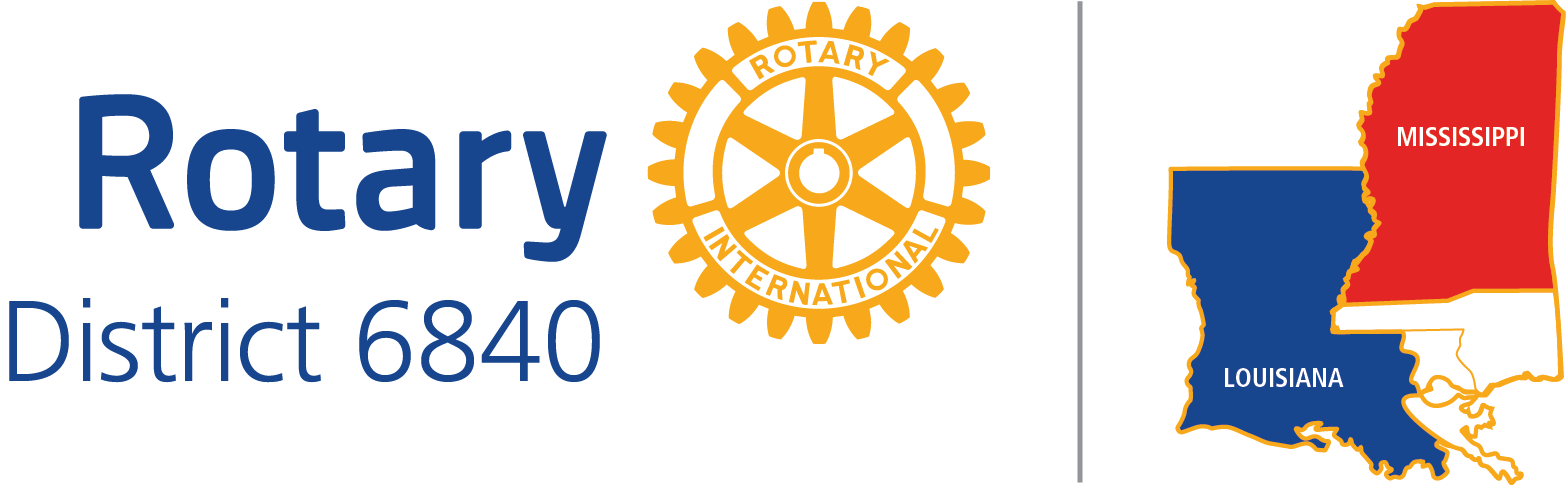 Rotary
District 6840
ROTARY
INTERNATIONAL
MISSISSIPPI
LOUISIANA